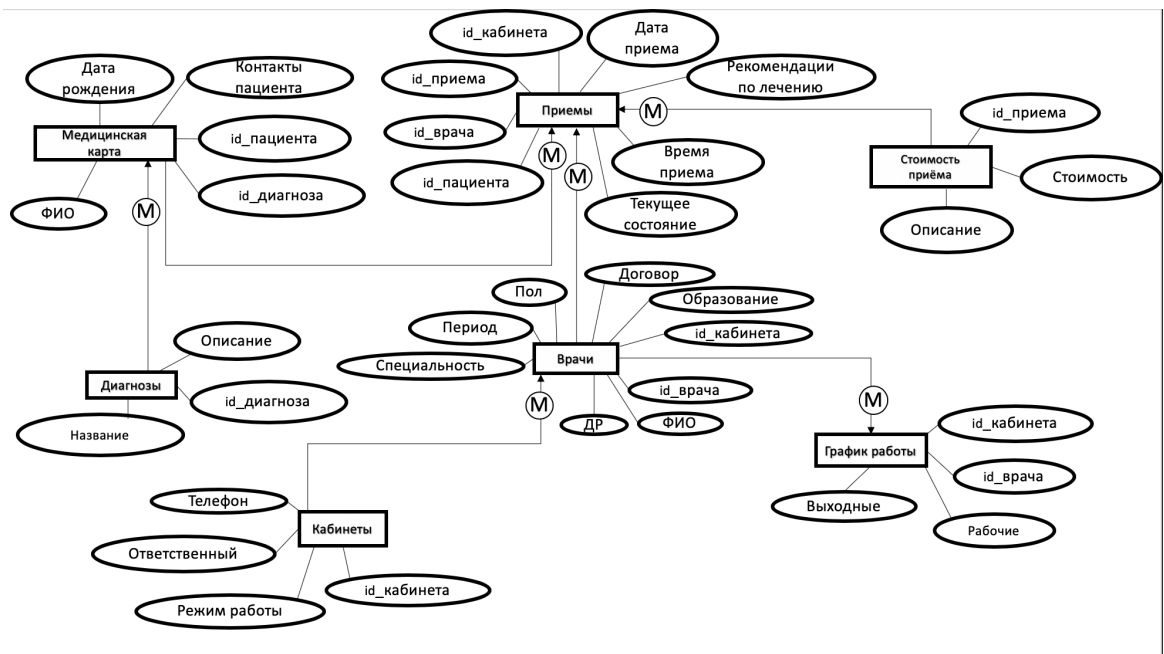 id_кабинета
Дата
приема
Дата
рождения
Контакты
пациента
id_приема
Рекомендации
по лечению
Приемы
М
id_приема
Медицинская
карта
id_пациента
id_врача
М
Время
приема
Стоимость
приёма
Стоимость
id_диагноза
id_пациента
М
ФИО
М
Текущее
состояние
Описание
Договор
Пол
Образование
Период
id_кабинета
Описание
Специальность
Врачи
Диагнозы
id_врача
id_диагноза
М
М
ДР
ФИО
id_кабинета
Название
График работы
id_врача
Телефон
Выходные
Кабинеты
Рабочие
Ответственный
id_кабинета
Режим работы